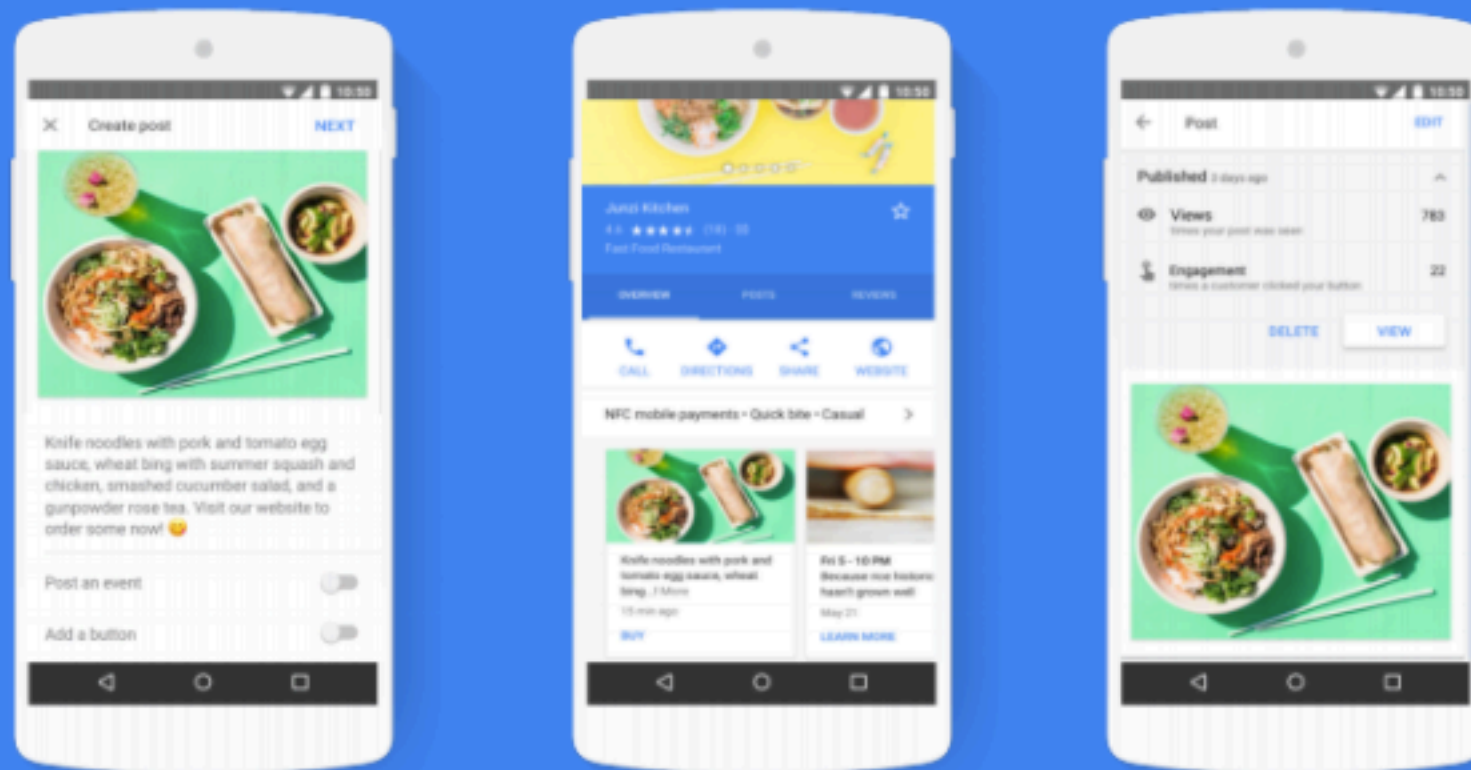 10:50
Create post
NEXT
Knife noodles with pork and tomato egg
sauce, wheat bing with summer squash and
chicken, smashed cucumber salad, and a
gunpowder rose tea. Visit our website to
order some now! 😋
Post an event
Add a button
10:50
Junzi Kitchen
4.6 ★★★★★ (19) · $$
Fast Food Restaurant
OVERVIEW
POSTS
REVIEWS
CALL
DIRECTIONS
SHARE
WEBSITE
NFC mobile payments • Quick bite • Casual
Knife noodles with pork and
tomato egg sauce, wheat
bing...| More
15 min ago
BUY
Fri 5 - 10 PM
Because rice
hasn't grown well
May 21
LEARN MORE
10:50
Post
EDIT
Published 3 days ago
Views
783
times your post was seen
Engagement
22
times a customer clicked your button
DELETE
VIEW